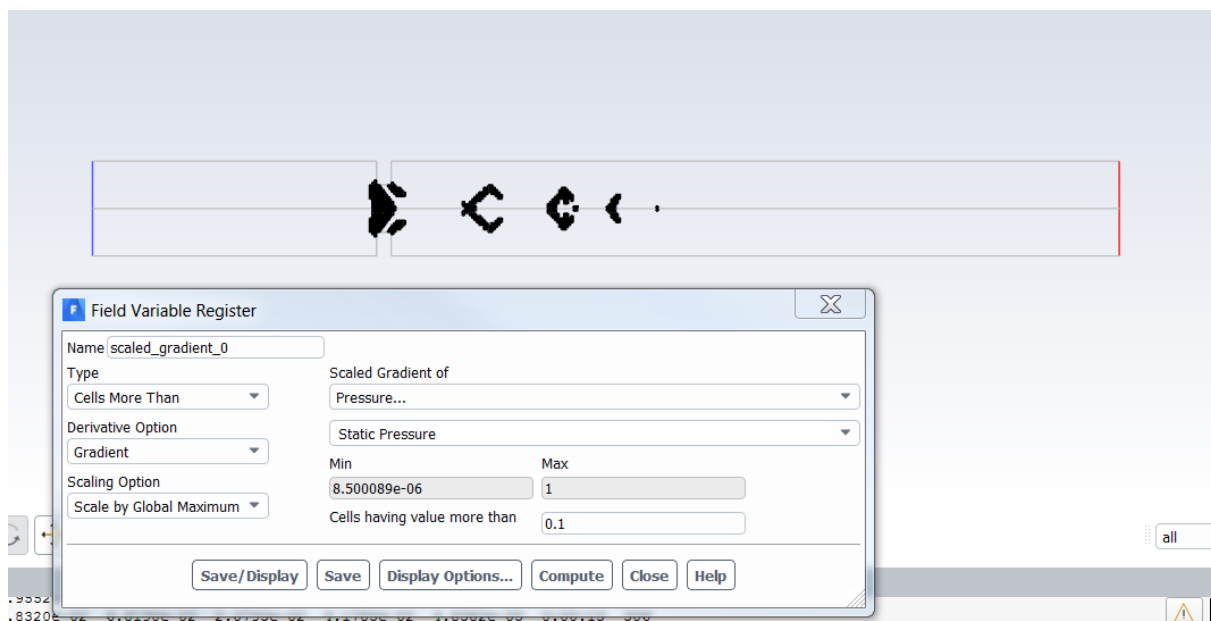 Field Variable Register
Name scaled_gradient_0
Type
Scaled Gradient of
Cells More Than
Pressure...
Derivative Option
Static Pressure
Gradient
Min Max
Scaling Option
8.500089e-06 1
Scale by Global Maximum
Cells having value more than 0.1
all
Save/Display Save Display Options... Compute Close Help